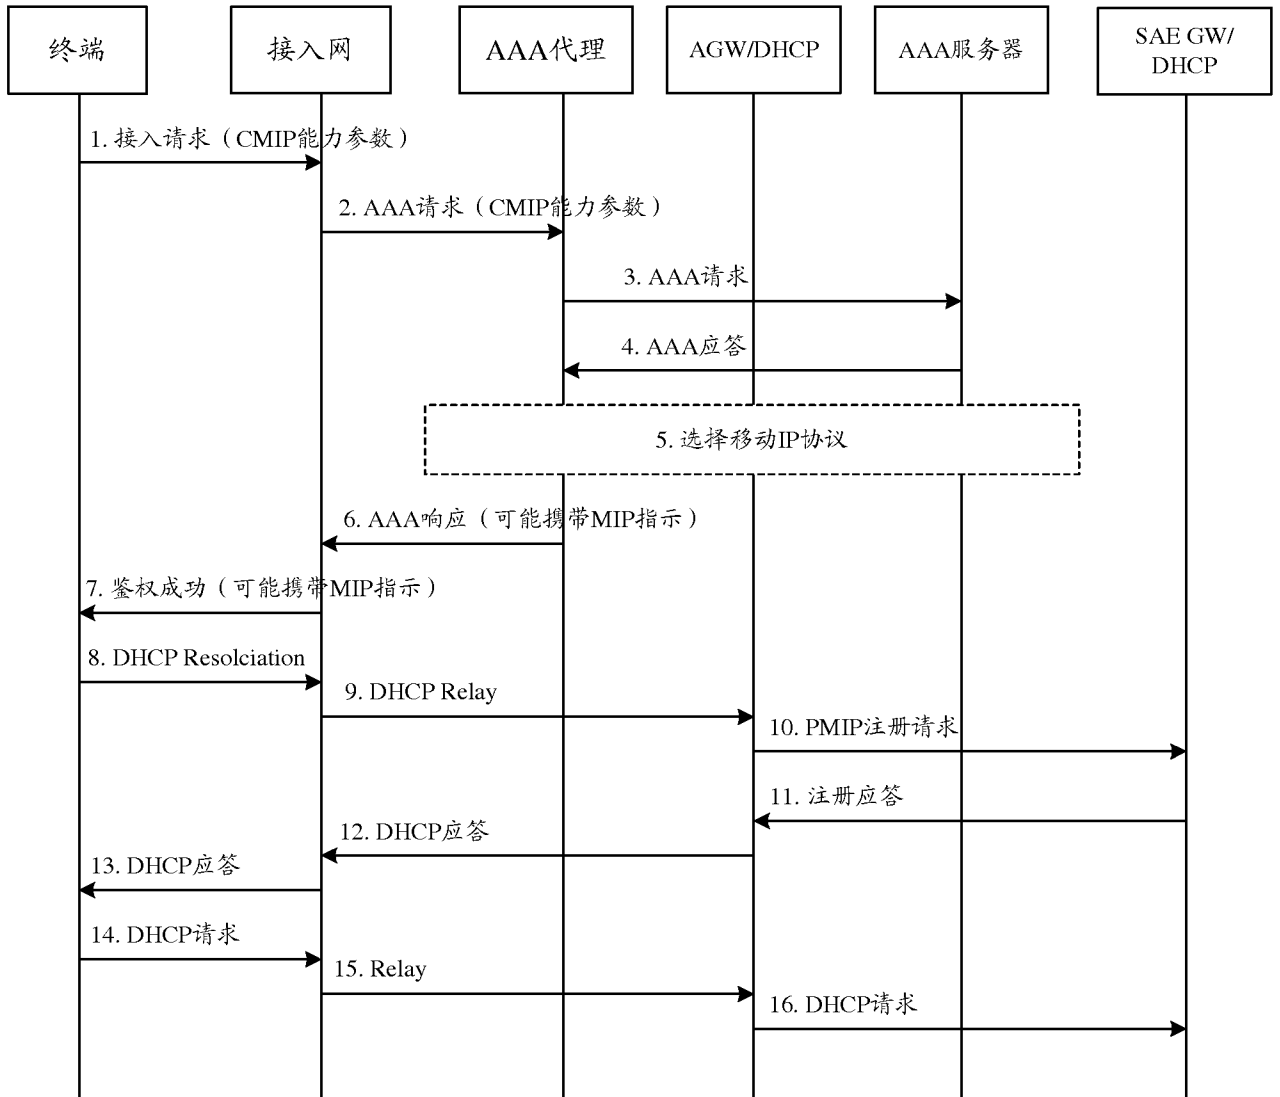 终端
接入网
AAA代理
AGW/DHCP
AAA服务器
SAE GW/
DHCP
1. 接入请求（CMIP能力参数）
2. AAA请求（CMIP能力参数）
3. AAA请求
4. AAA应答
5. 选择移动IP协议
6. AAA响应（可能携带MIP指示）
7. 鉴权成功（可能携带MIP指示）
8. DHCP Resolciation
9. DHCP Relay
10. PMIP注册请求
11. 注册应答
12. DHCP应答
13. DHCP应答
14. DHCP请求
15. Relay
16. DHCP请求